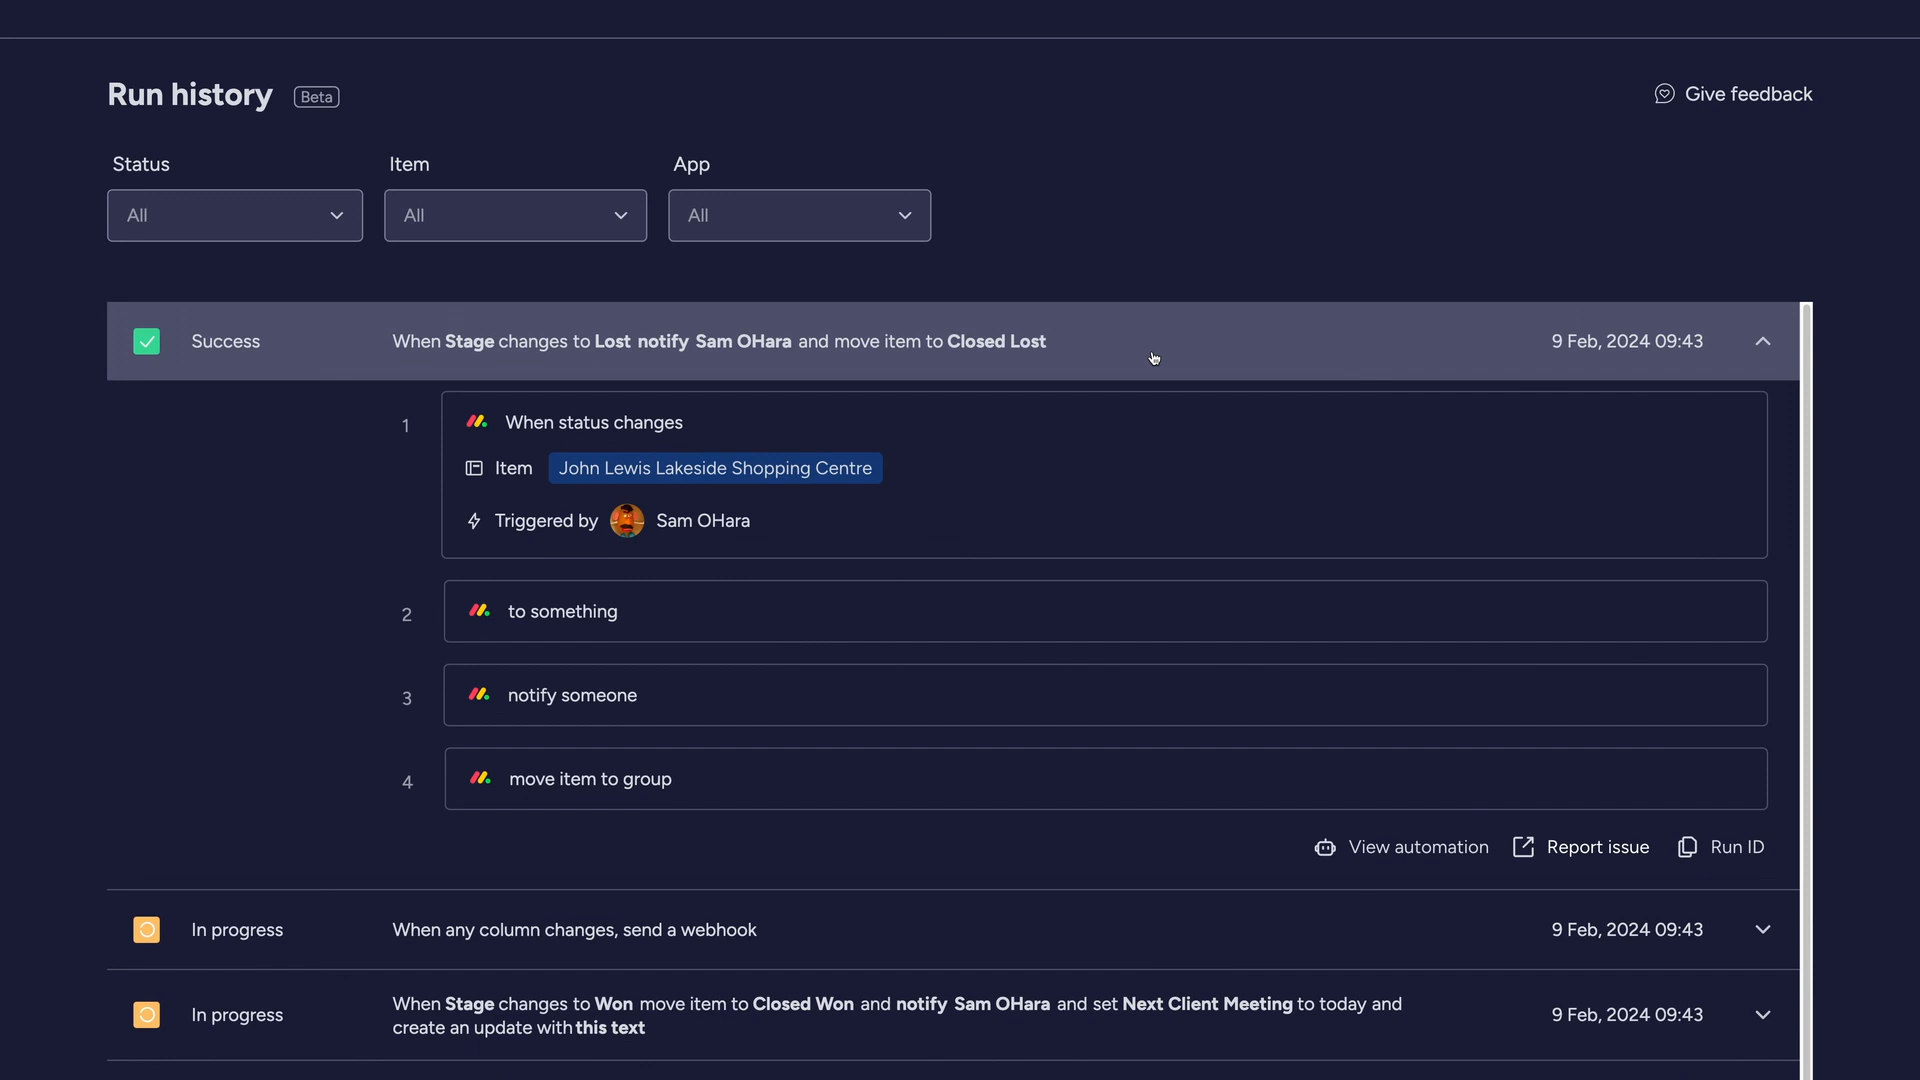 Run history Beta
Give feedback
Status Item App
All All All
Success When Stage changes to Lost notify Sam OHara and move item to Closed Lost 9 Feb, 2024 09:43
1 When status changes
Item John Lewis Lakeside Shopping Centre
Triggered by Sam OHara
2 to something
3 notify someone
4 move item to group
View automation Report issue Run ID
In progress When any column changes, send a webhook 9 Feb, 2024 09:43
In progress When Stage changes to Won move item to Closed Won and notify Sam OHara and set Next Client Meeting to today and 9 Feb, 2024 09:43
create an update with this text